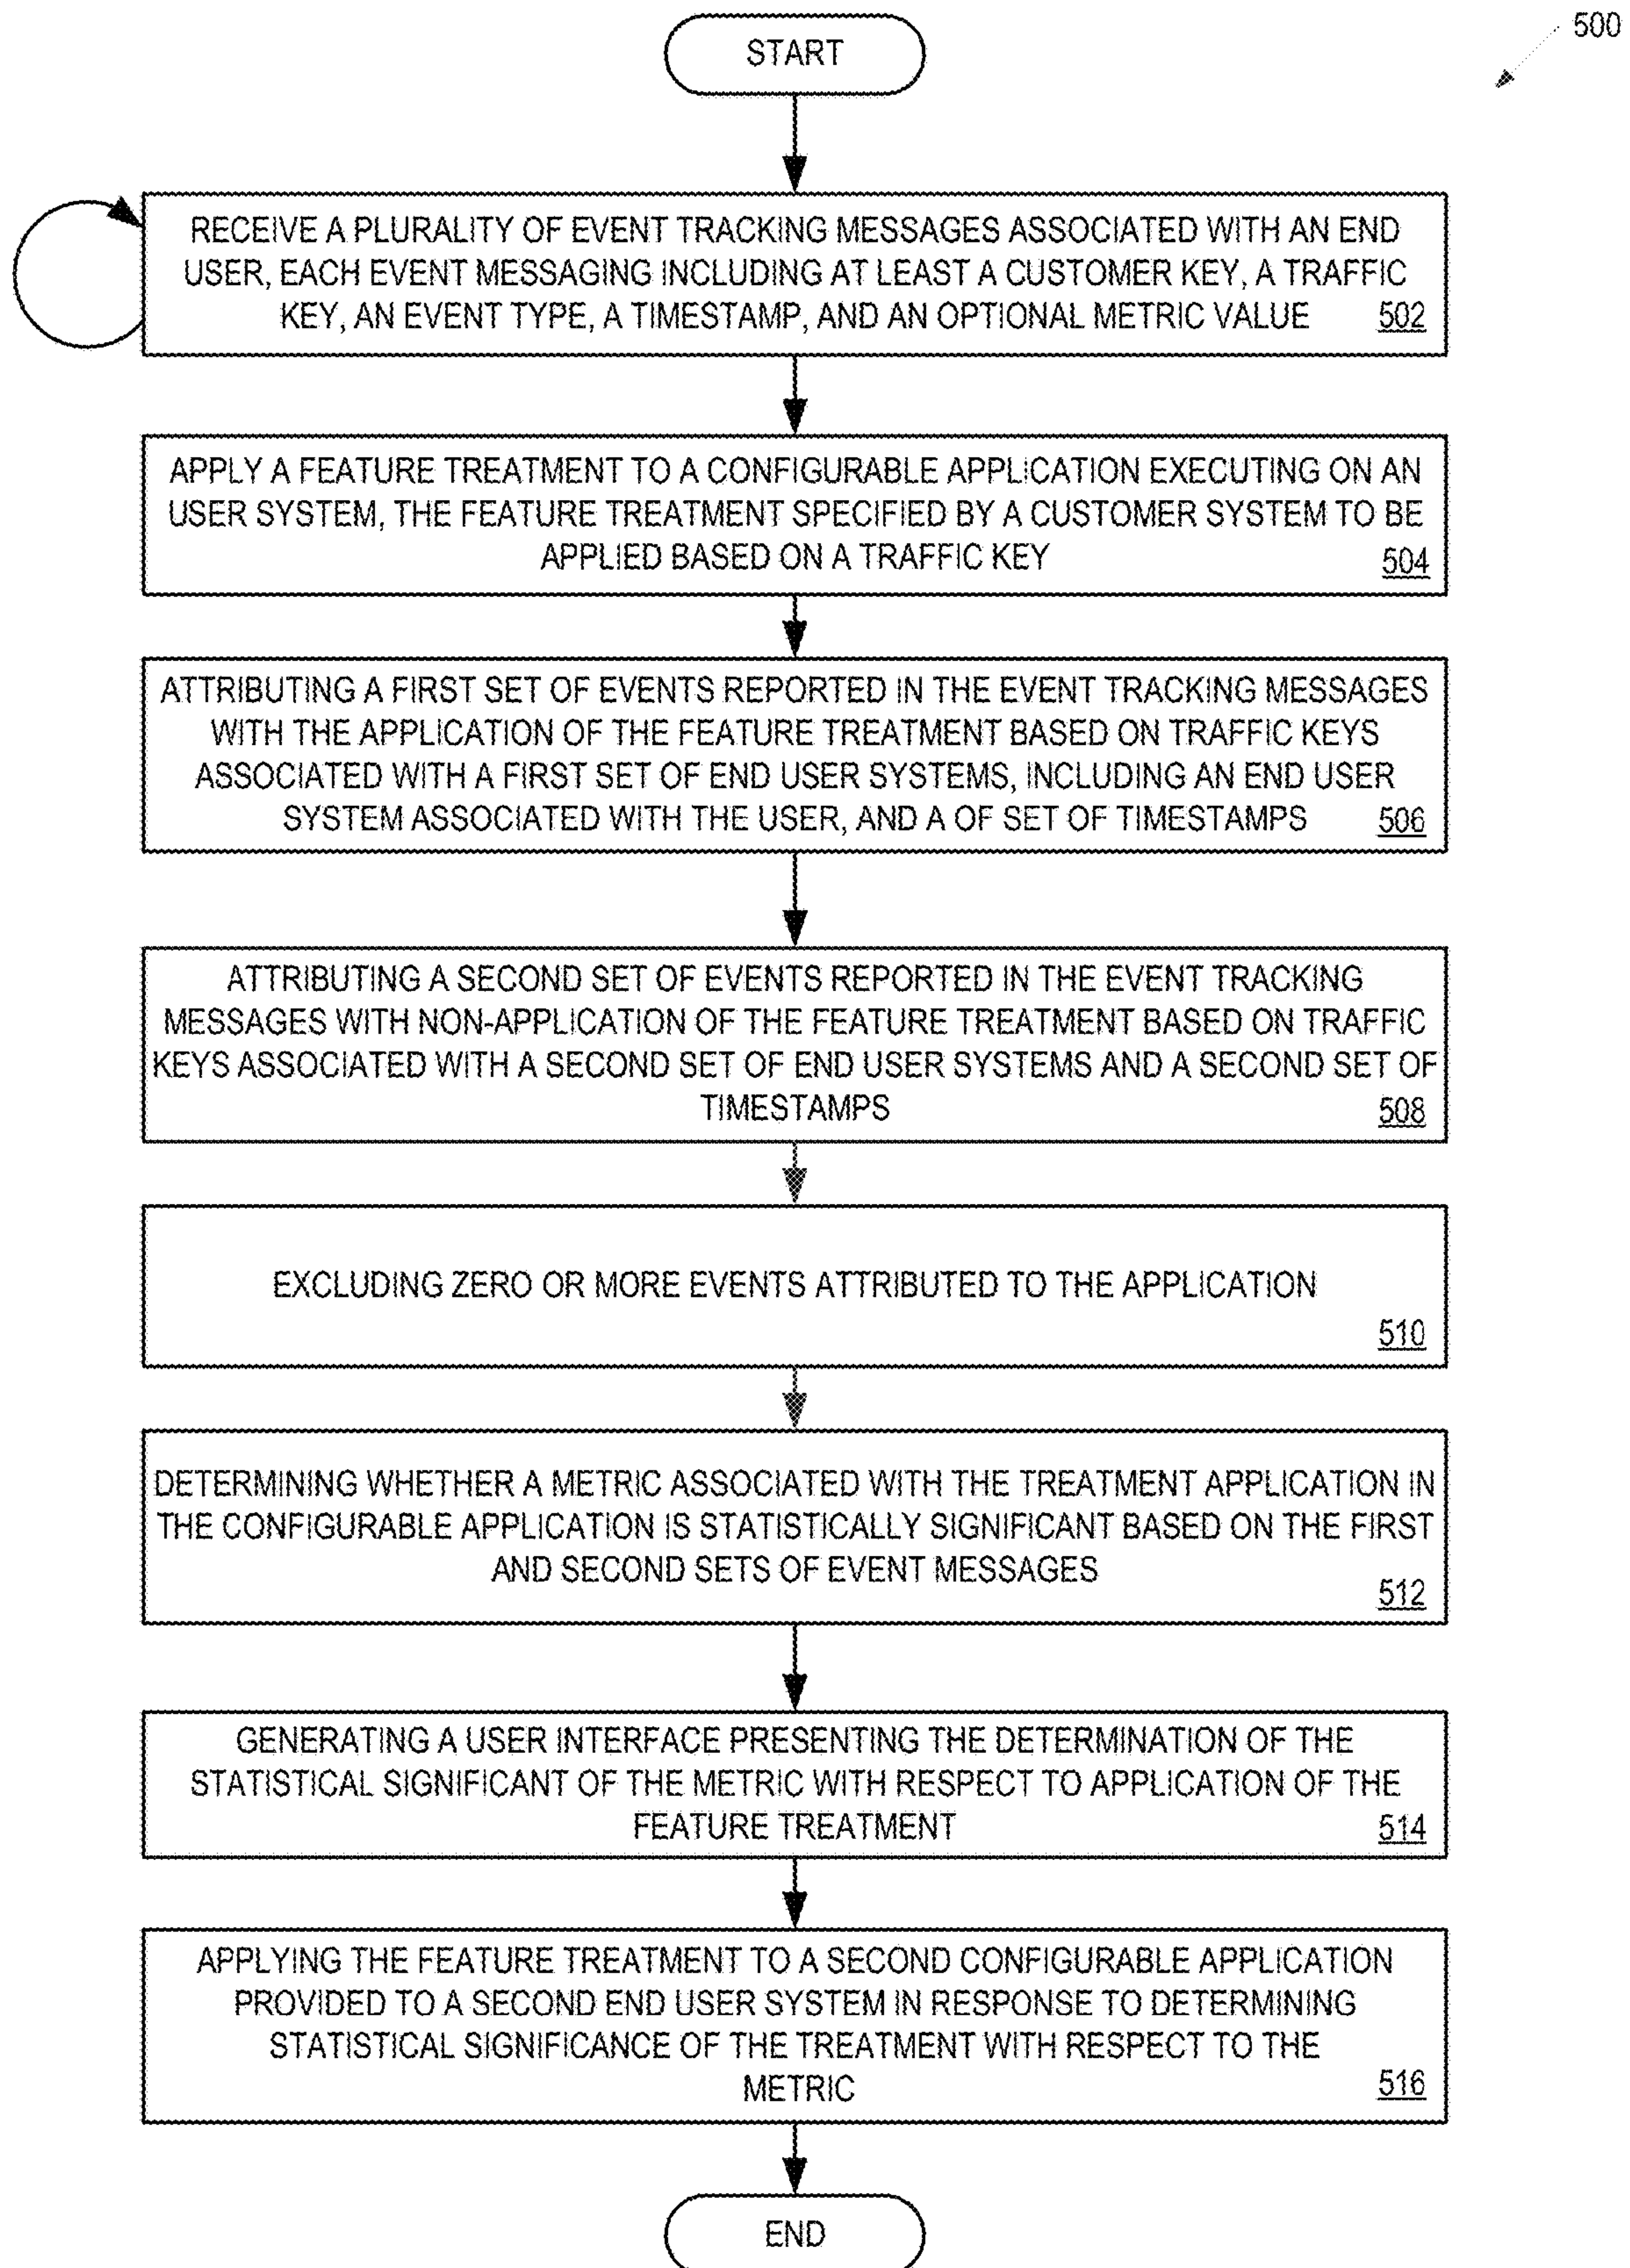 START
500
RECEIVE A PLURALITY OF EVENT TRACKING MESSAGES ASSOCIATED WITH AN END
USER, EACH EVENT MESSAGING INCLUDING AT LEAST A CUSTOMER KEY, A TRAFFIC
KEY, AN EVENT TYPE, A TIMESTAMP, AND AN OPTIONAL METRIC VALUE 502
APPLY A FEATURE TREATMENT TO A CONFIGURABLE APPLICATION EXECUTING ON AN
USER SYSTEM, THE FEATURE TREATMENT SPECIFIED BY A CUSTOMER SYSTEM TO BE
APPLIED BASED ON A TRAFFIC KEY 504
ATTRIBUTING A FIRST SET OF EVENTS REPORTED IN THE EVENT TRACKING MESSAGES
WITH THE APPLICATION OF THE FEATURE TREATMENT BASED ON TRAFFIC KEYS
ASSOCIATED WITH A FIRST SET OF END USER SYSTEMS, INCLUDING AN END USER
SYSTEM ASSOCIATED WITH THE USER, AND A OF SET OF TIMESTAMPS 506
ATTRIBUTING A SECOND SET OF EVENTS REPORTED IN THE EVENT TRACKING
MESSAGES WITH NON-APPLICATION OF THE FEATURE TREATMENT BASED ON TRAFFIC
KEYS ASSOCIATED WITH A SECOND SET OF END USER SYSTEMS AND A SECOND SET OF
TIMESTAMPS 508
EXCLUDING ZERO OR MORE EVENTS ATTRIBUTED TO THE APPLICATION
510
DETERMINING WHETHER A METRIC ASSOCIATED WITH THE TREATMENT APPLICATION IN
THE CONFIGURABLE APPLICATION IS STATISTICALLY SIGNIFICANT BASED ON THE FIRST
AND SECOND SETS OF EVENT MESSAGES
512
GENERATING A USER INTERFACE PRESENTING THE DETERMINATION OF THE
STATISTICAL SIGNIFICANT OF THE METRIC WITH RESPECT TO APPLICATION OF THE
FEATURE TREATMENT 514
APPLYING THE FEATURE TREATMENT TO A SECOND CONFIGURABLE APPLICATION
PROVIDED TO A SECOND END USER SYSTEM IN RESPONSE TO DETERMINING
STATISTICAL SIGNIFICANCE OF THE TREATMENT WITH RESPECT TO THE
METRIC 516
END